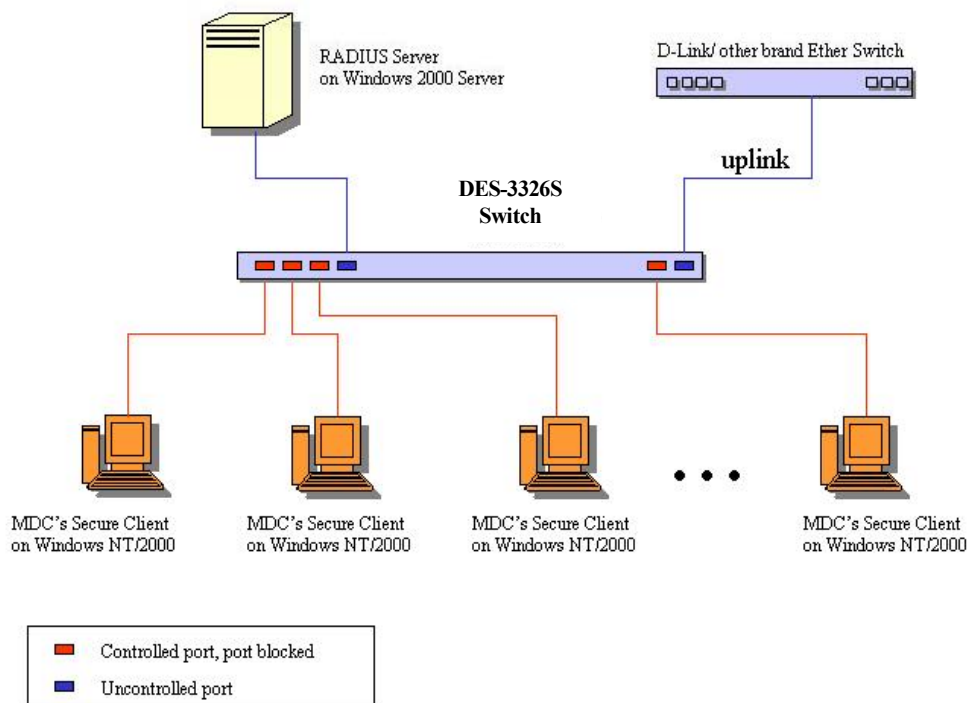 RADIUS Server
on Windows 2000 Server
D-Link/ other brand Ether Switch
uplink
DES-3326S
Switch
MDC's Secure Client
on Windows NT/2000
MDC's Secure Client
on Windows NT/2000
MDC's Secure Client
on Windows NT/2000
MDC's Secure Client
on Windows NT/2000
Controlled port, port blocked
Uncontrolled port